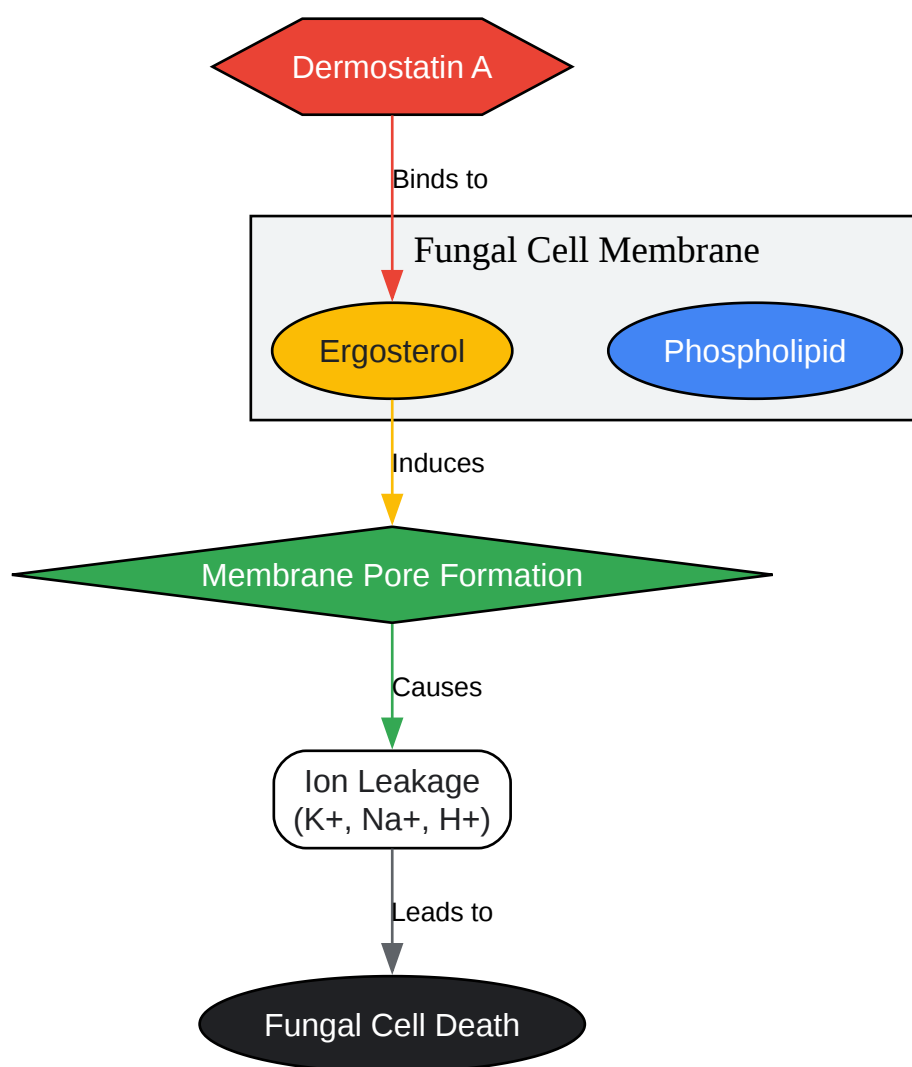 Dermostatin A
Binds to
Fungal Cell Membrane
Ergosterol
Phospholipid
Induces
Membrane Pore Formation
Causes
Ion Leakage
(K+, Na+, H+)
Leads to
Fungal Cell Death